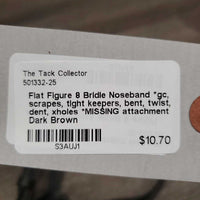 The Tack Collector
501332-25
Flat Figure 8 Bridle Noseband *gc,
scrapes, tight keepers, bent, twist,
dent, xholes *MISSING attachment
Dark Brown
S3AUJ1
$10.70